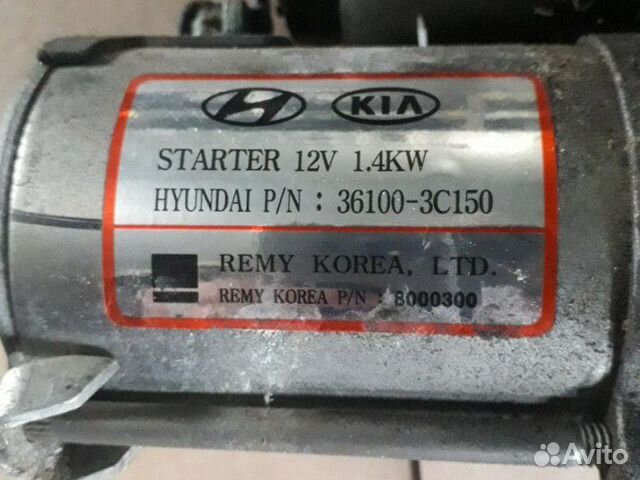 KIA
STARTER 12V 1.4KW
HYUNDAI P/N : 36100-3C150
REMY KOREA, LTD.
REMY KOREA P/N : 8000300
Avito